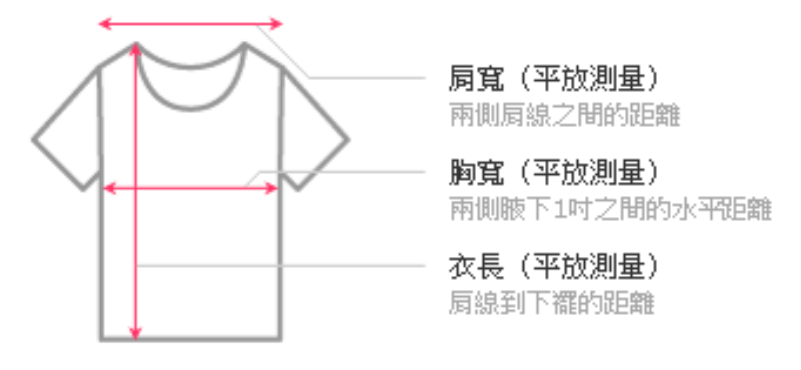 肩寬（平放測量）
兩側肩線之間的距離
胸寬（平放測量）
兩側腋下1吋之間的水平距離
衣長（平放測量）
肩線到下襬的距離